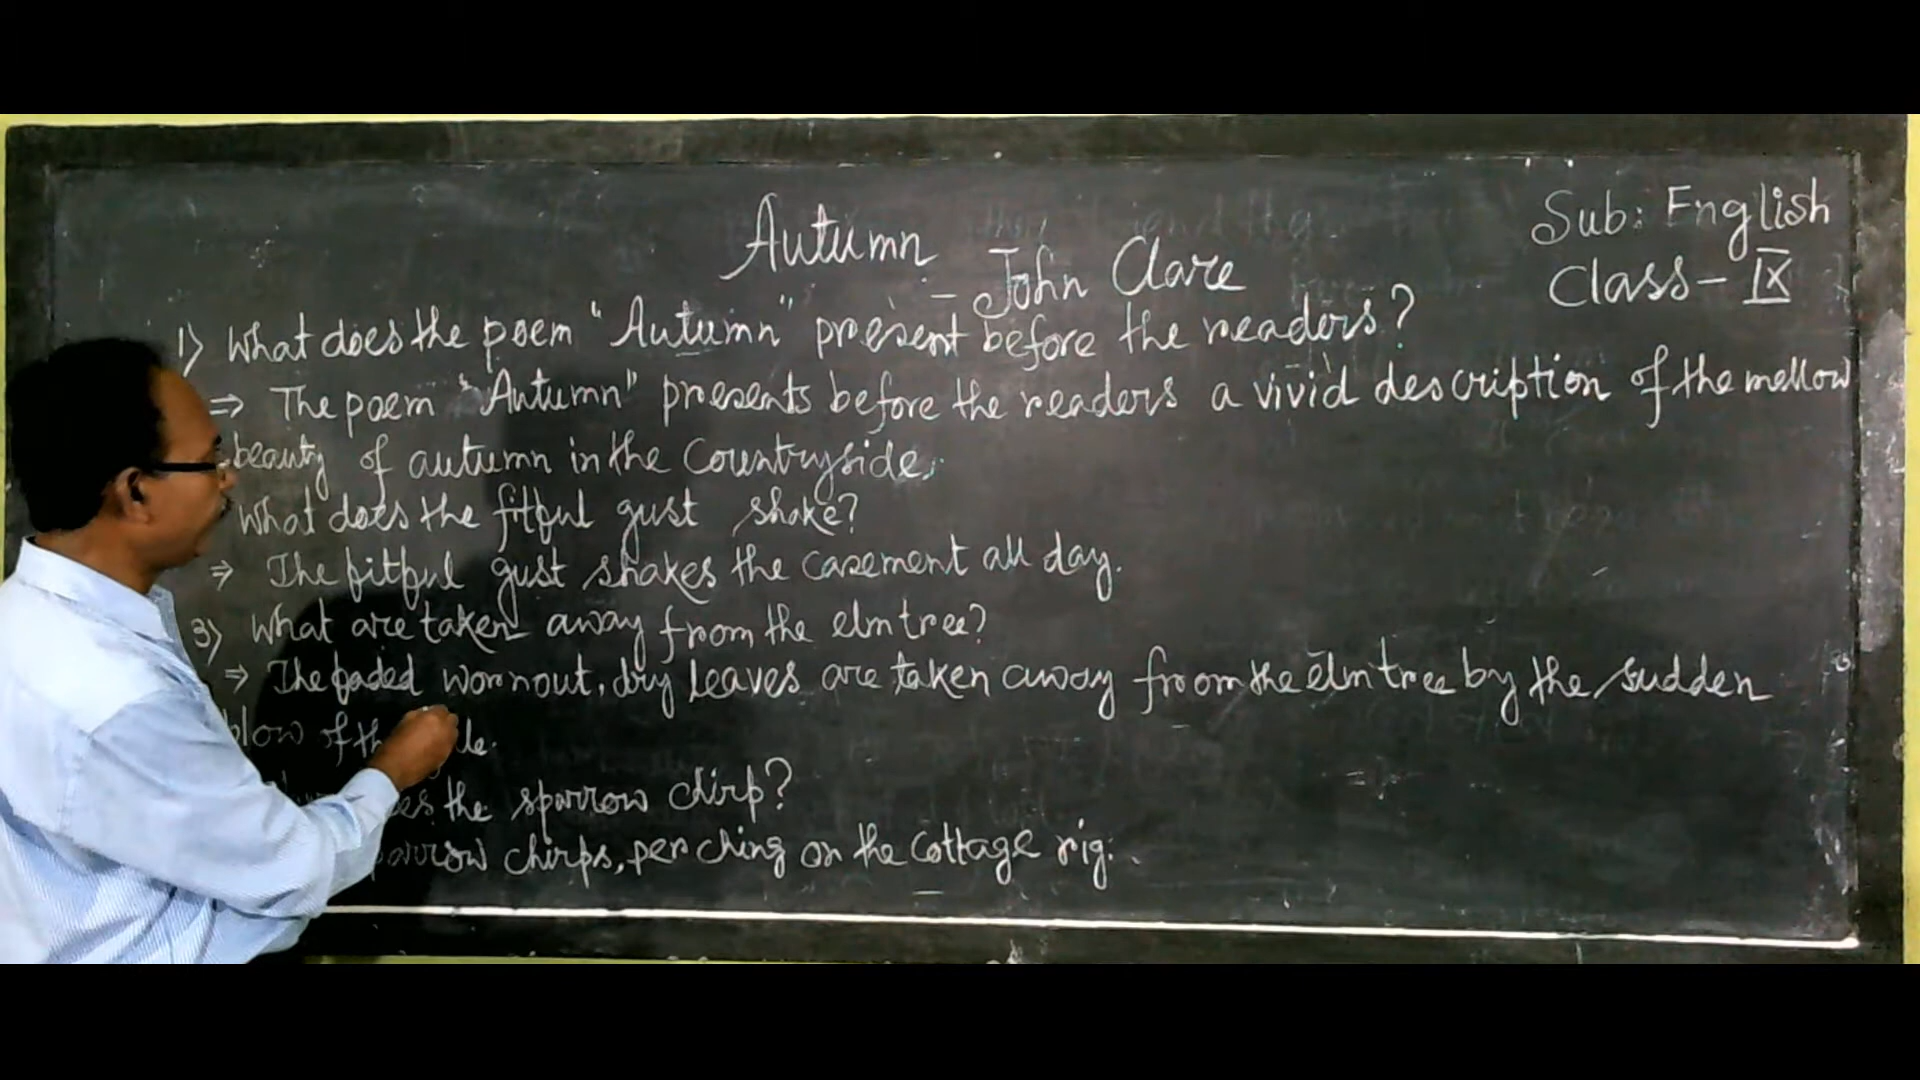 Sub: English
Class- IX
Autumn
- John Clare
1) What does the poem "Autumn" present before the readers?
⇒ The poem "Autumn" presents before the readers a vivid description of the mellow
beauty of autumn in the Countryside.
What does the fitful gust shake?
⇒ The fitful gust shakes the casement all day.
3) What are taken away from the elm tree?
⇒ The faded wornout, dry leaves are taken away from the elm tree by the sudden
blow of
the sparrow chirp?
chirps, perching on the Cottage rig.